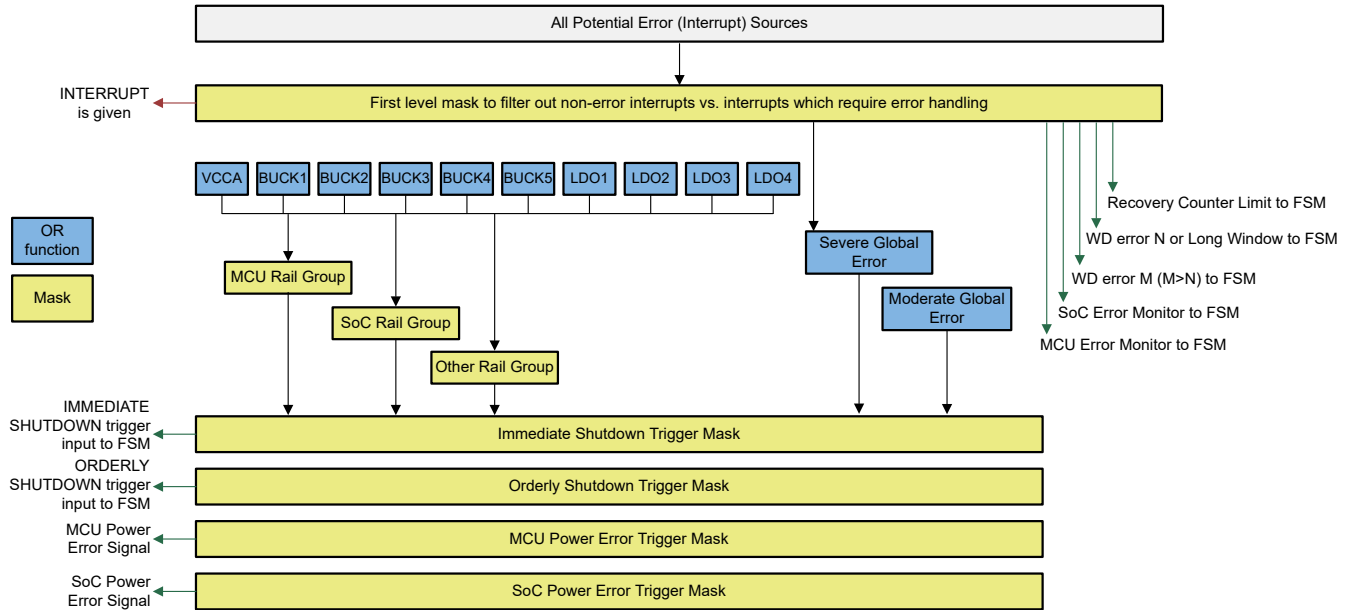 All Potential Error (Interrupt) Sources
INTERRUPT
is given
First level mask to filter out non-error interrupts vs. interrupts which require error handling
VCCA
BUCK1
BUCK2
BUCK3
BUCK4
BUCK5
LDO1
LDO2
LDO3
LDO4
Recovery Counter Limit to FSM
OR
function
Severe Global
Error
WD error N or Long Window to FSM
MCU Rail Group
WD error M (M>N) to FSM
Mask
Moderate Global
Error
SoC Error Monitor to FSM
SoC Rail Group
MCU Error Monitor to FSM
Other Rail Group
IMMEDIATE
SHUTDOWN trigger
input to FSM
Immediate Shutdown Trigger Mask
ORDERLY
SHUTDOWN trigger
input to FSM
Orderly Shutdown Trigger Mask
MCU Power
Error Signal
MCU Power Error Trigger Mask
SoC Power
Error Signal
SoC Power Error Trigger Mask